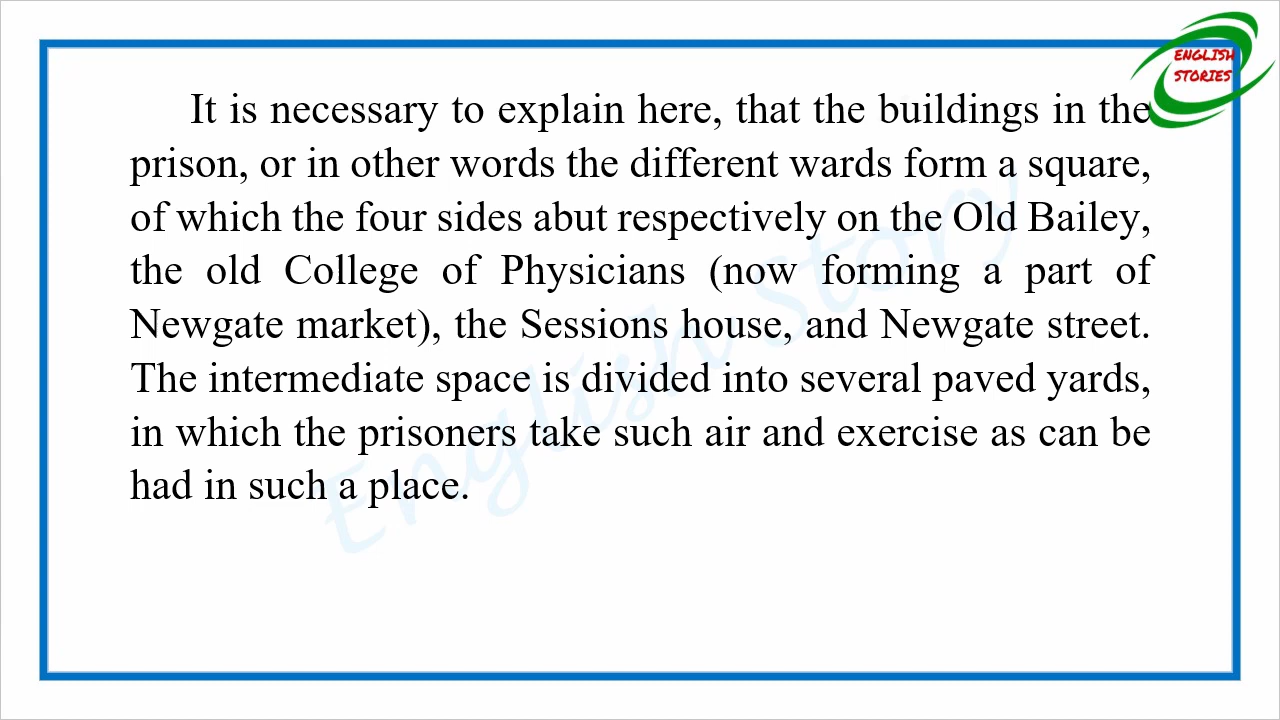 ENGLISH
STORIES
It is necessary to explain here, that the buildings in the
prison, or in other words the different wards form a square,
of which the four sides abut respectively on the Old Bailey,
the old College of Physicians (now forming a part of
Newgate market), the Sessions house, and Newgate street.
The intermediate space is divided into several paved yards,
in which the prisoners take such air and exercise as can be
had in such a place.
English Story